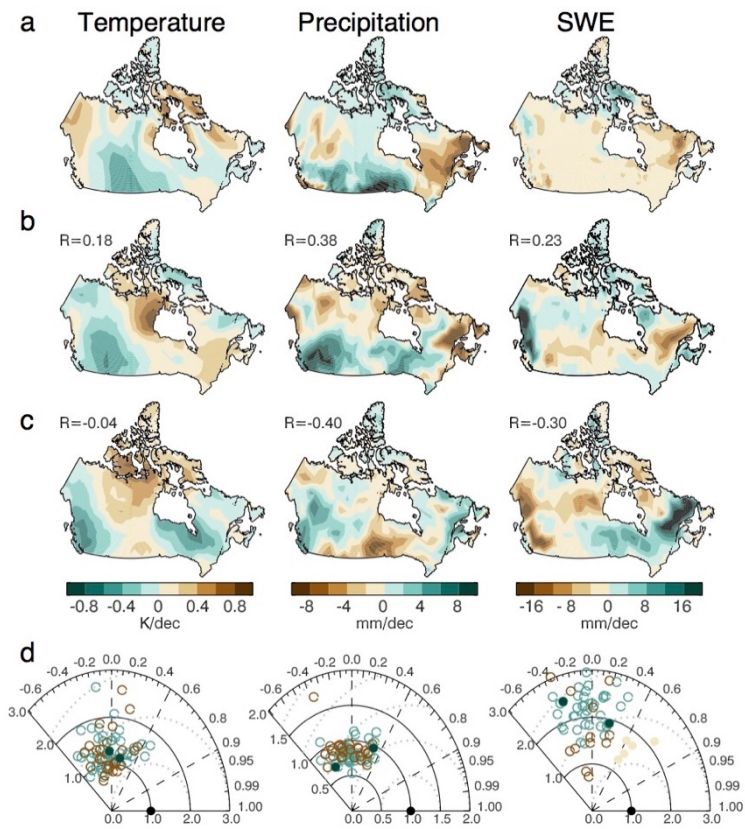 a Temperature Precipitation SWE
b R=0.18 R=0.38 R=0.23
c R=-0.04 R=-0.40 R=-0.30
-0.8 -0.4 0 0.4 0.8 -8 -4 0 4 8 -16 -8 0 8 16
K/dec mm/dec mm/dec
d
-0.6 -0.4 -0.2 0.0 0.2 0.4 0.6 0.8 0.9 0.95 0.99 1.00
3.0 2.0 1.0 0.0 1.0 2.0 3.0
-0.6 -0.4 -0.2 0.0 0.2 0.4 0.6 0.8 0.9 0.95 0.99 1.00
2.0 1.5 1.0 0.5 0.0 0.5 1.0 1.5 2.0
-0.6 -0.4 -0.2 0.0 0.2 0.4 0.6 0.8 0.9 0.95 0.99 1.00
3.0 2.0 1.0 0.0 1.0 2.0 3.0